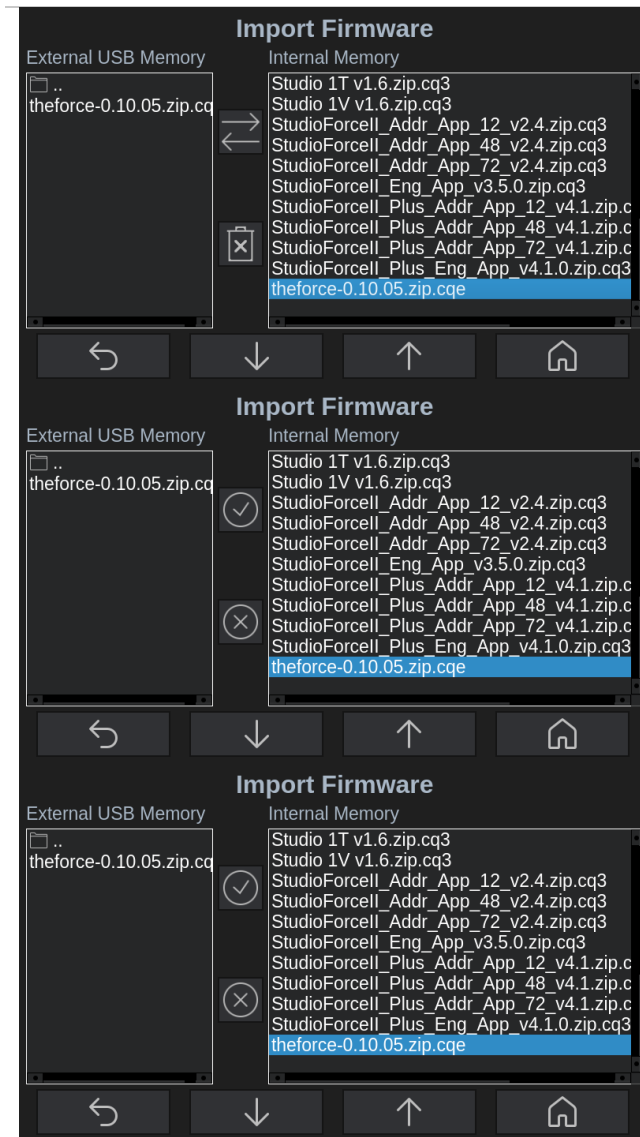 Import Firmware
External USB Memory
Internal Memory
..
theforce-0.10.05.zip.cq
Studio 1T v1.6.zip.cq3
Studio 1V v1.6.zip.cq3
StudioForceII_Addr_App_12_v2.4.zip.cq3
StudioForceII_Addr_App_48_v2.4.zip.cq3
StudioForceII_Addr_App_72_v2.4.zip.cq3
StudioForceII_Eng_App_v3.5.0.zip.cq3
StudioForceII_Plus_Addr_App_12_v4.1.zip.c
StudioForceII_Plus_Addr_App_48_v4.1.zip.c
StudioForceII_Plus_Addr_App_72_v4.1.zip.c
StudioForceII_Plus_Eng_App_v4.1.0.zip.cq3
theforce-0.10.05.zip.cqe
Import Firmware
External USB Memory
Internal Memory
..
theforce-0.10.05.zip.cq
Studio 1T v1.6.zip.cq3
Studio 1V v1.6.zip.cq3
StudioForceII_Addr_App_12_v2.4.zip.cq3
StudioForceII_Addr_App_48_v2.4.zip.cq3
StudioForceII_Addr_App_72_v2.4.zip.cq3
StudioForceII_Eng_App_v3.5.0.zip.cq3
StudioForceII_Plus_Addr_App_12_v4.1.zip.c
StudioForceII_Plus_Addr_App_48_v4.1.zip.c
StudioForceII_Plus_Addr_App_72_v4.1.zip.c
StudioForceII_Plus_Eng_App_v4.1.0.zip.cq3
theforce-0.10.05.zip.cqe
Import Firmware
External USB Memory
Internal Memory
..
theforce-0.10.05.zip.cq
Studio 1T v1.6.zip.cq3
Studio 1V v1.6.zip.cq3
StudioForceII_Addr_App_12_v2.4.zip.cq3
StudioForceII_Addr_App_48_v2.4.zip.cq3
StudioForceII_Addr_App_72_v2.4.zip.cq3
StudioForceII_Eng_App_v3.5.0.zip.cq3
StudioForceII_Plus_Addr_App_12_v4.1.zip.c
StudioForceII_Plus_Addr_App_48_v4.1.zip.c
StudioForceII_Plus_Addr_App_72_v4.1.zip.c
StudioForceII_Plus_Eng_App_v4.1.0.zip.cq3
theforce-0.10.05.zip.cqe